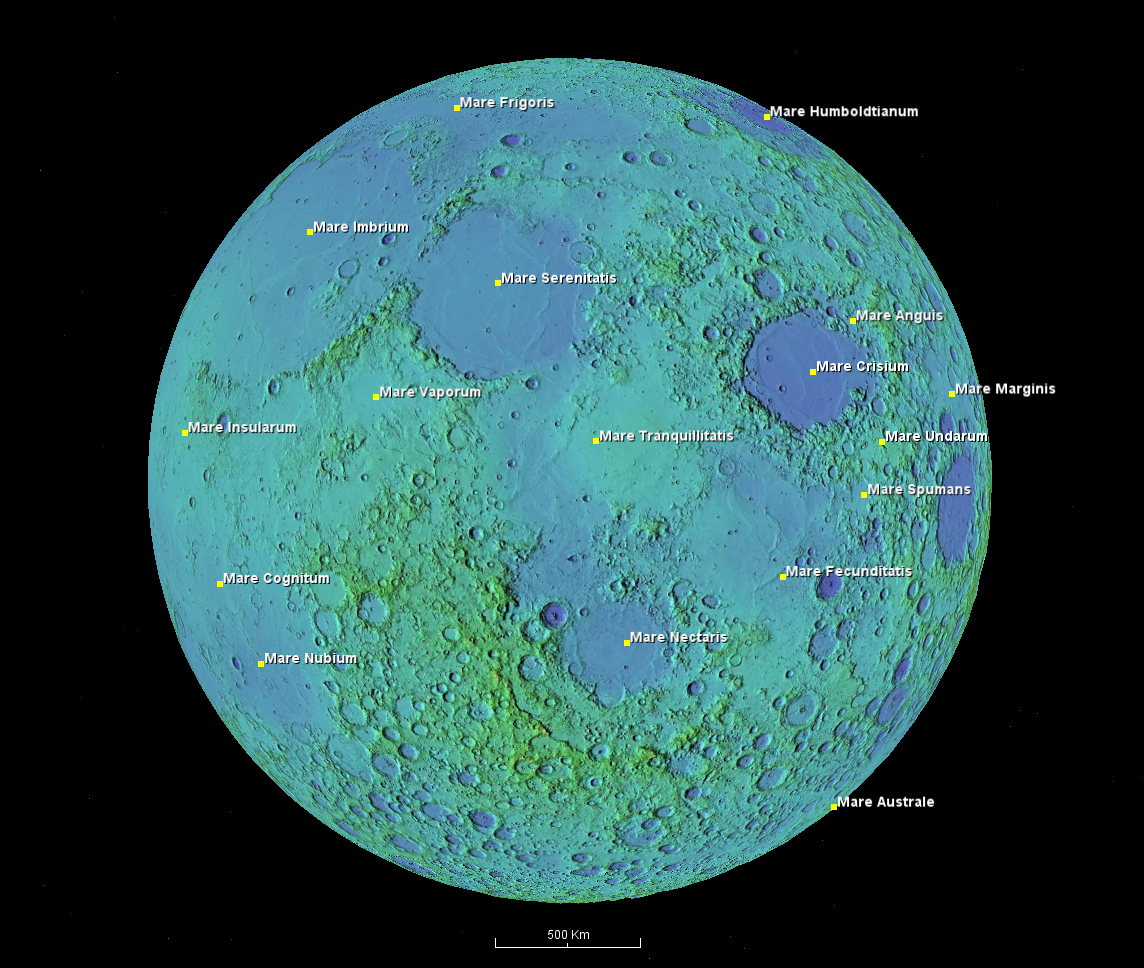 Mare Frigoris
Mare Humboldtianum
Mare Imbrium
Mare Serenitatis
Mare Anguis
Mare Crisium
Mare Marginis
Mare Vaporum
Mare Insularum
Mare Tranquillitatis
Mare Undarum
Mare Spumans
Mare Fecunditatis
Mare Cognitum
Mare Nectaris
Mare Nubium
Mare Australe
500 Km